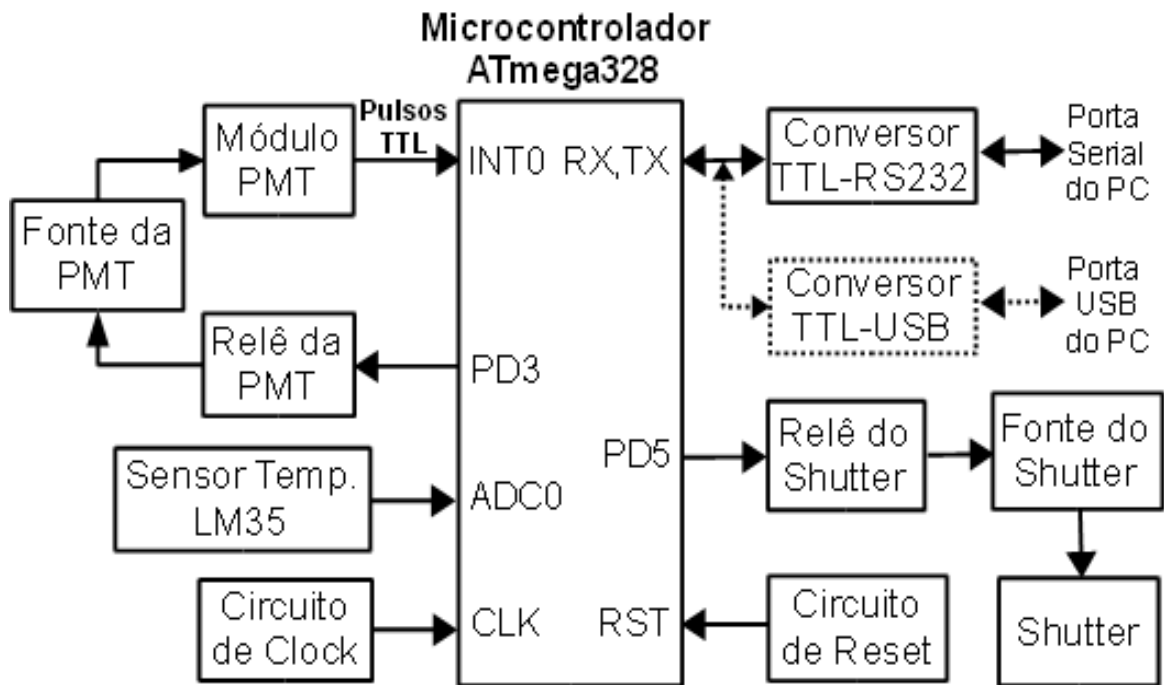 Microcontrolador
ATmega328
Pulsos
TTL
Módulo
PMT
Fonte da
PMT
Relê da
PMT
Sensor Temp.
LM35
Circuito
de Clock
INT0
RX,TX
PD3
PD5
ADC0
CLK
RST
Conversor
TTL-RS232
Porta
Serial
do PC
Conversor
TTL-USB
Porta
USB
do PC
Relê do
Shutter
Fonte do
Shutter
Circuito
de Reset
Shutter